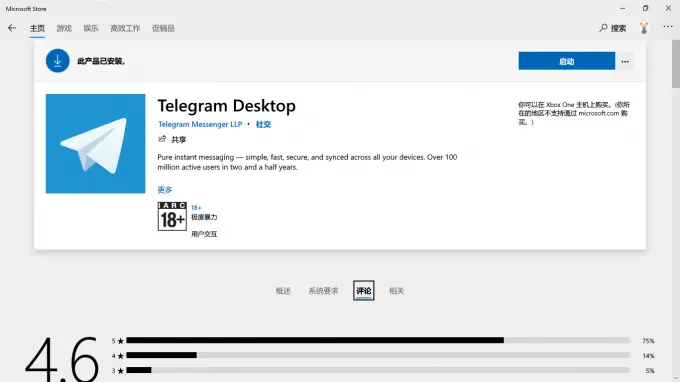 Microsoft Store
主页 游戏 娱乐 高效工作 促销品 搜索
此产品已安装。
启动
Telegram Desktop
Telegram Messenger LLP • 社交
共享
Pure instant messaging — simple, fast, secure, and synced across all your devices. Over 100
million active users in two and a half years.
更多
IARC
18+
18+
极度暴力
用户交互
你可以在 Xbox One 主机上购买。(你所
在的地区不支持通过 microsoft.com 购
买。)
概述 系统要求 评论 相关
4.6
5 ★ 75%
4 ★ 14%
3 ★ 5%